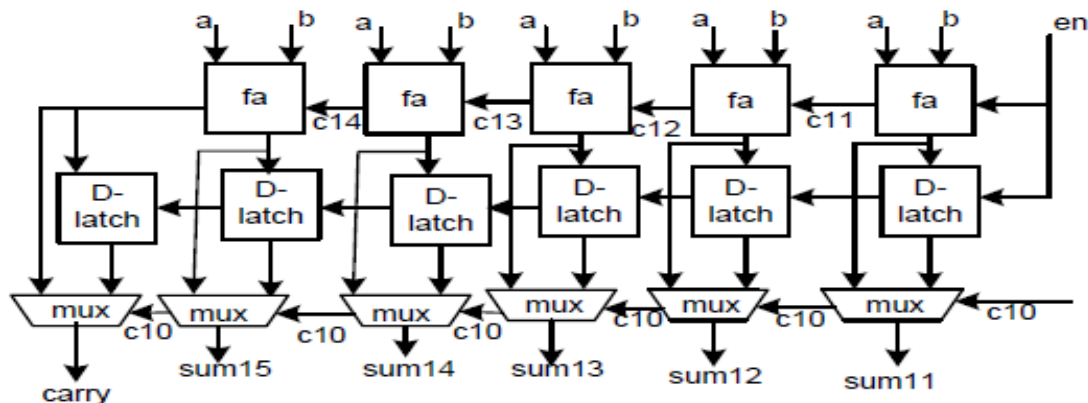 a b a b a b a b a b en
fa fa fa fa fa
c14 c13 c12 c11
D-latch D-latch D-latch D-latch D-latch D-latch
mux mux mux mux mux mux
c10 c10 c10 c10 c10 c10
carry sum15 sum14 sum13 sum12 sum11